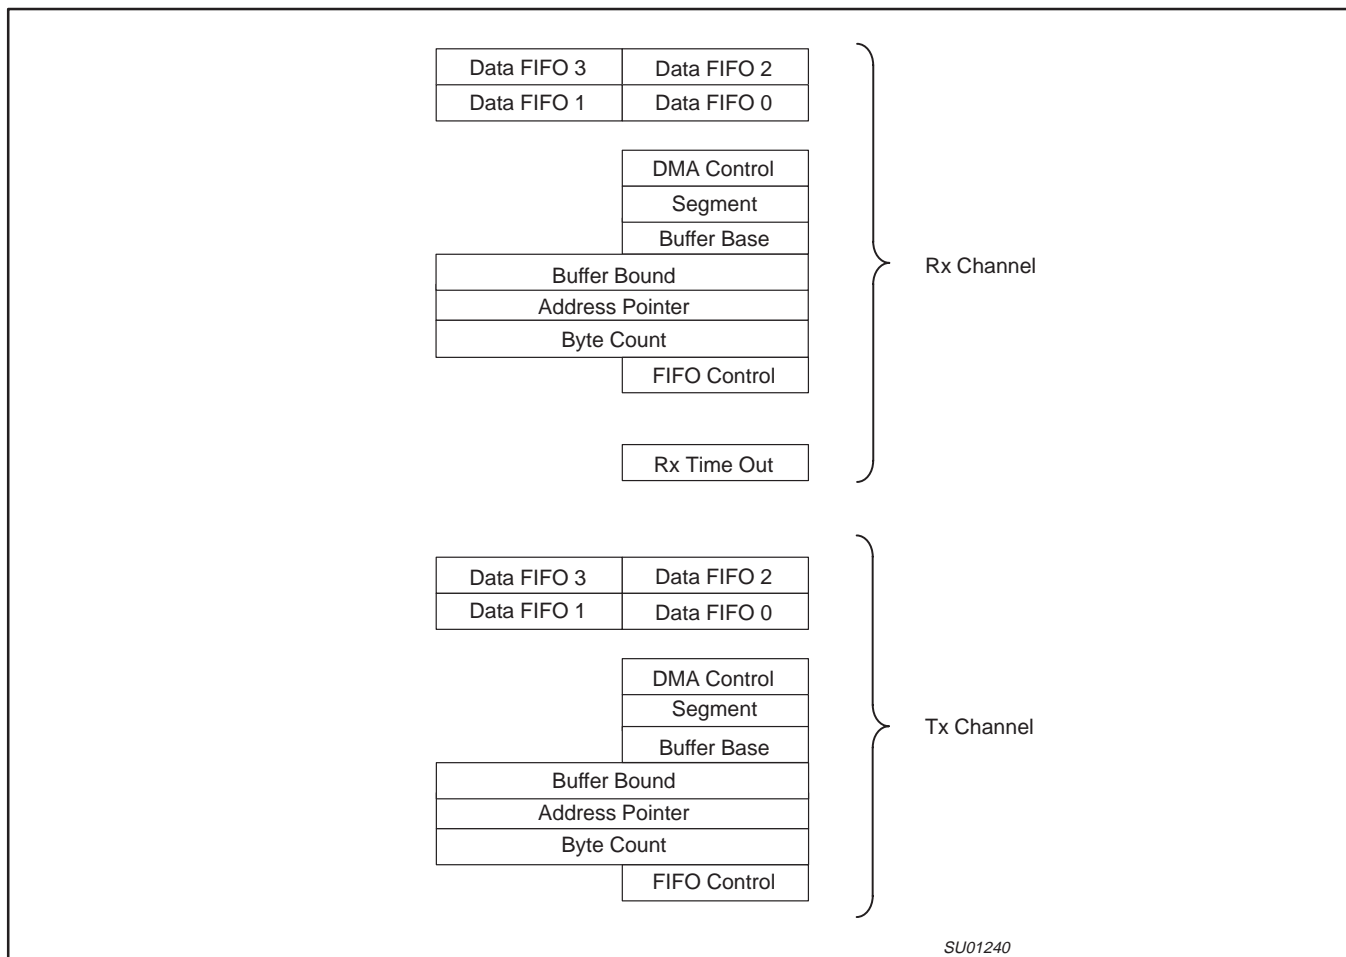 Data FIFO 3 Data FIFO 2
Data FIFO 1 Data FIFO 0
DMA Control
Segment
Buffer Base
Buffer Bound
Address Pointer
Byte Count
FIFO Control
Rx Time Out
Rx Channel
Data FIFO 3 Data FIFO 2
Data FIFO 1 Data FIFO 0
DMA Control
Segment
Buffer Base
Buffer Bound
Address Pointer
Byte Count
FIFO Control
Tx Channel
SU01240